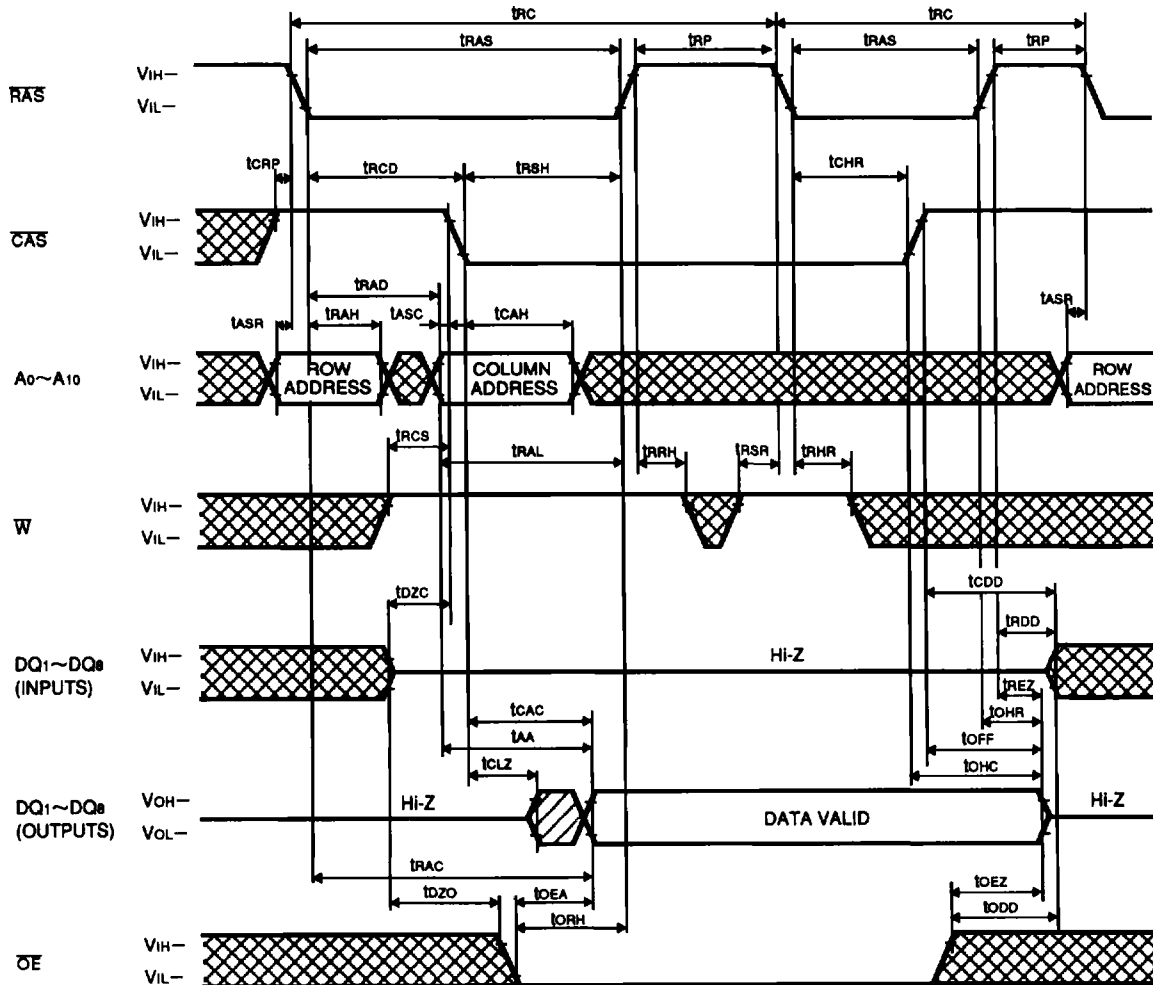 tRC tRC
tRAS tRP tRAS tRP
RAS VIH VIL
tCRP tRCD tRSH tCHR
CAS VIH VIL
tRAD
tASR tRAH tASC tCAH tASR
A0~A10 VIH VIL ROW ADDRESS COLUMN ADDRESS ROW ADDRESS
tRCS tRAL tRRH tRSR tRHR
W VIH VIL
tDZC tCDD
tRDD
DQ1~DQ8 (INPUTS) VIH VIL Hi-Z
tREZ
tCAC tOHR
tAA tOFF
tCLZ tOHC
DQ1~DQ8 (OUTPUTS) VOH VOL Hi-Z DATA VALID Hi-Z
tRAC
tDZO tOEA tOEZ
tORH tODD
OE VIH VIL